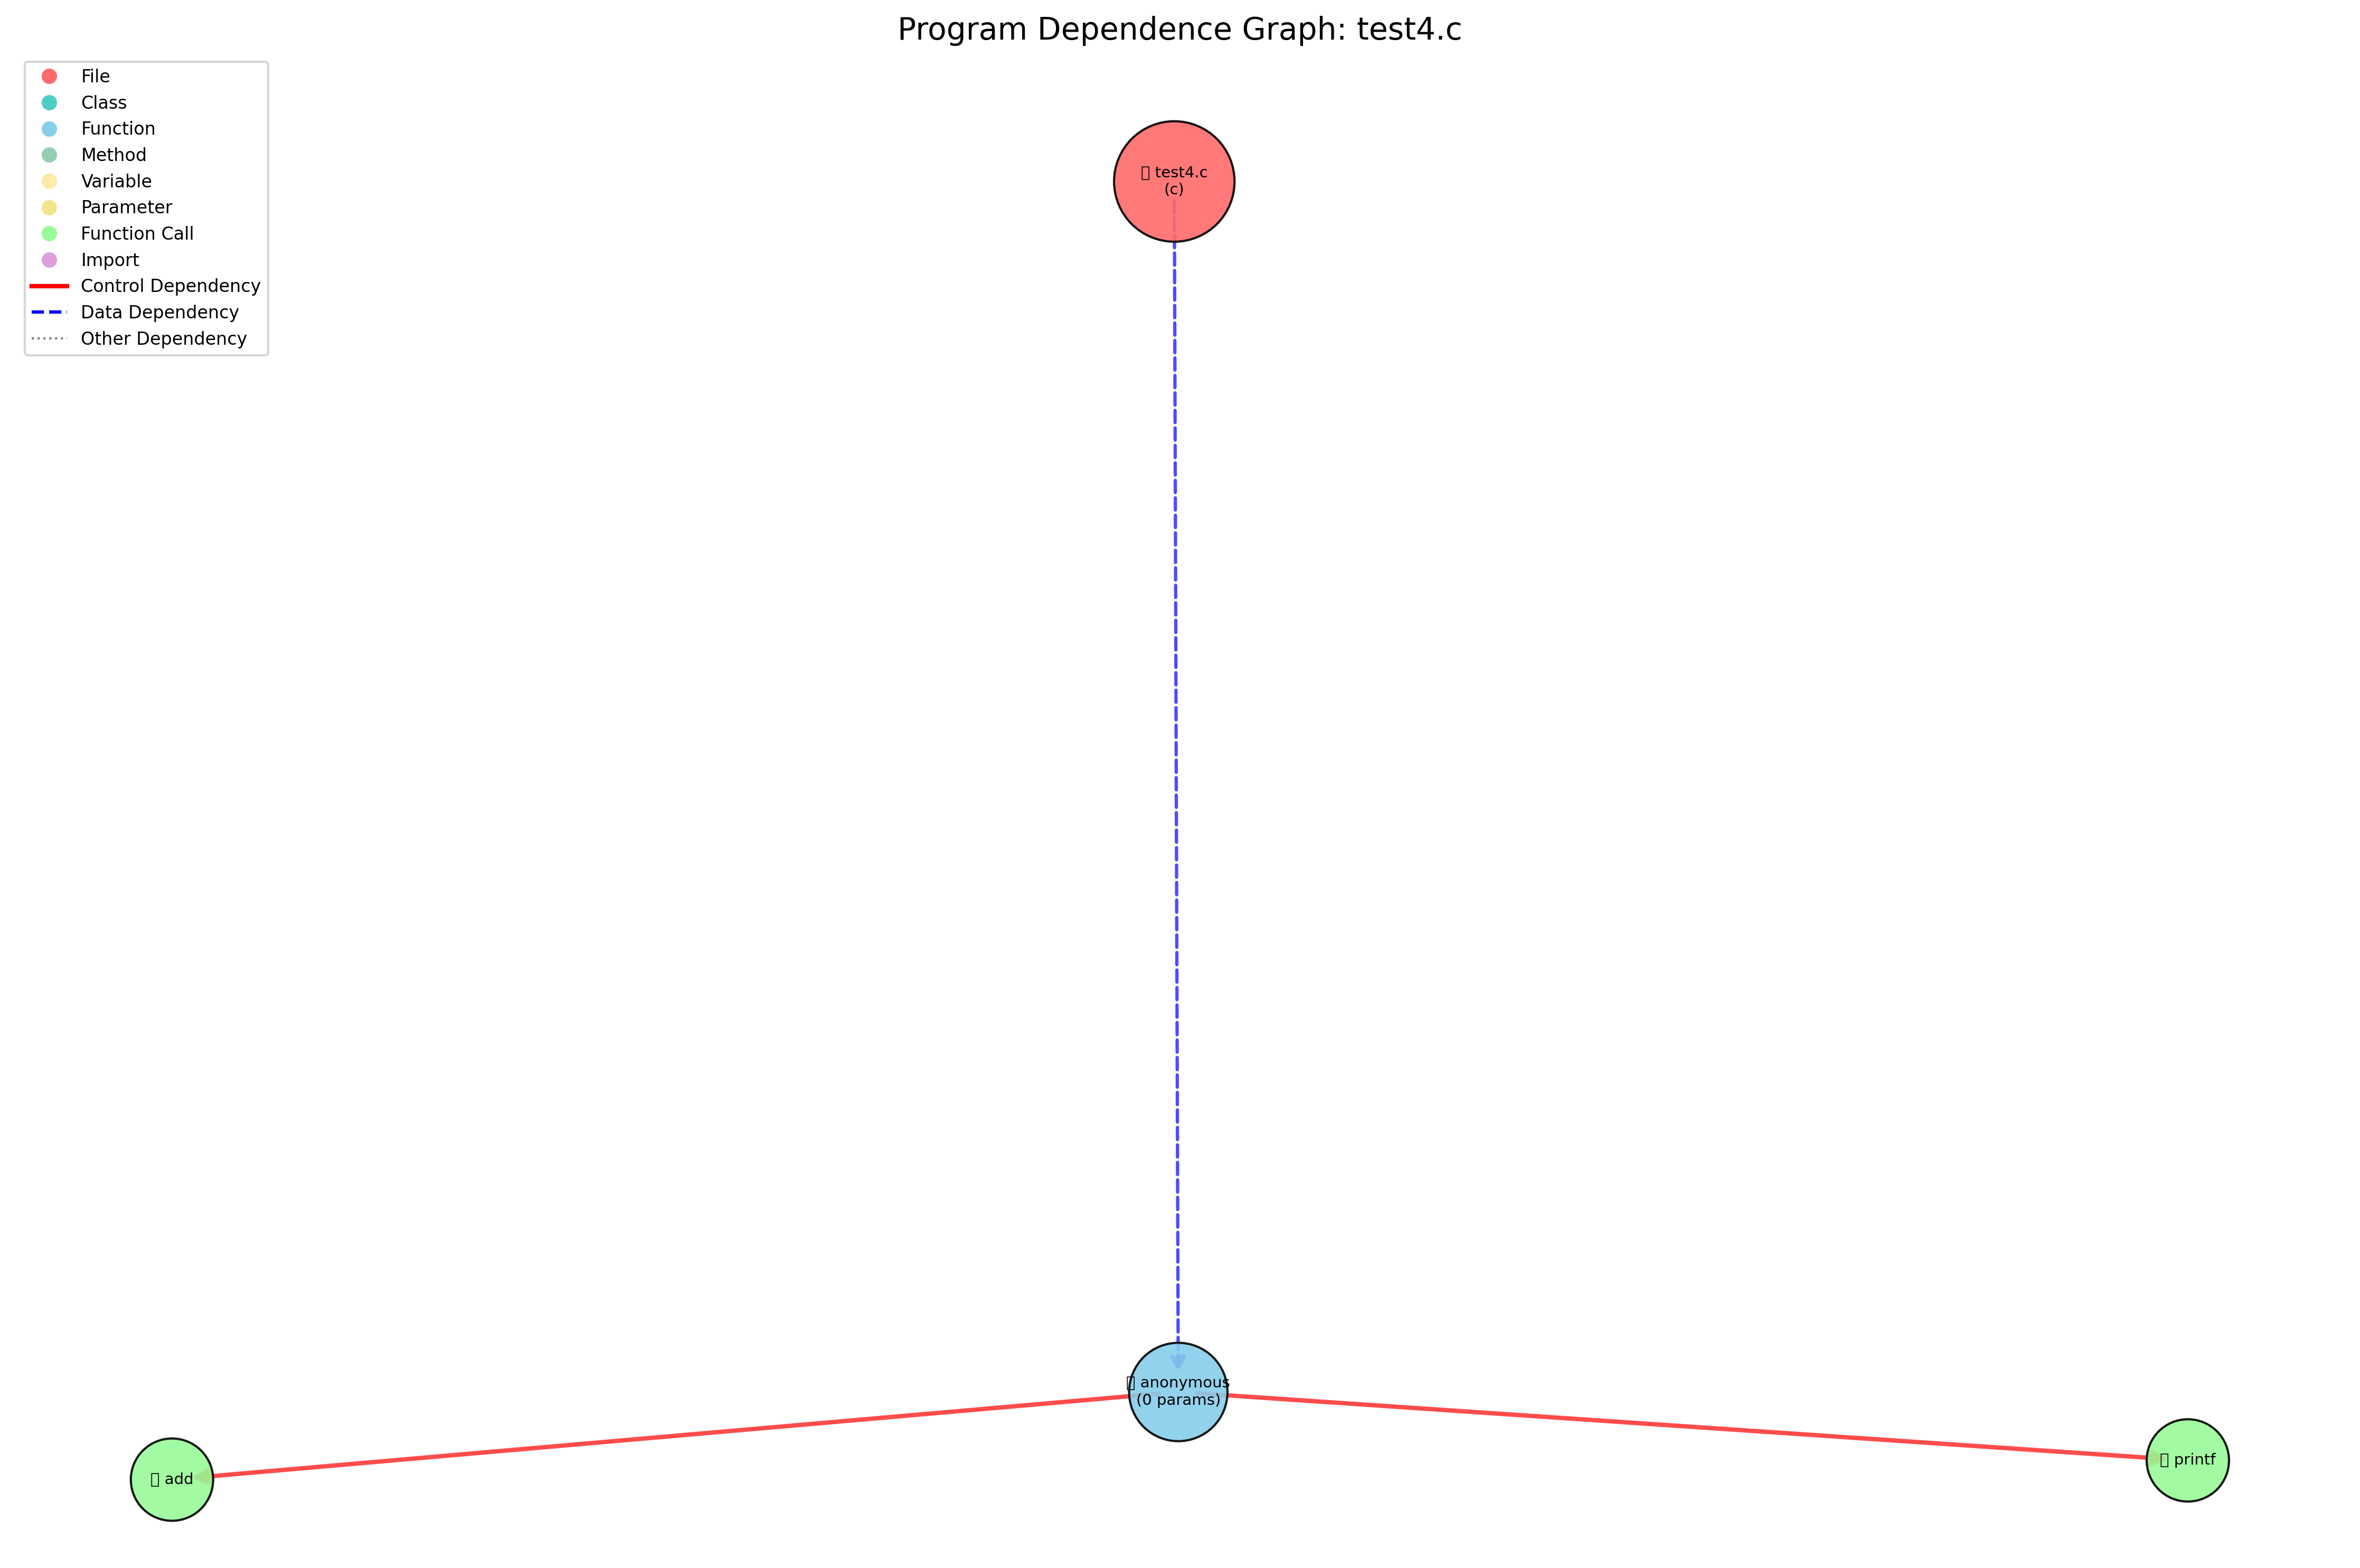 Program Dependence Graph: test4.c
File
Class
Function
Method
Variable
Parameter
Function Call
Import
Control Dependency
Data Dependency
Other Dependency
▯ test4.c
(c)
▯ anonymous
(0 params)
▯ add
▯ printf